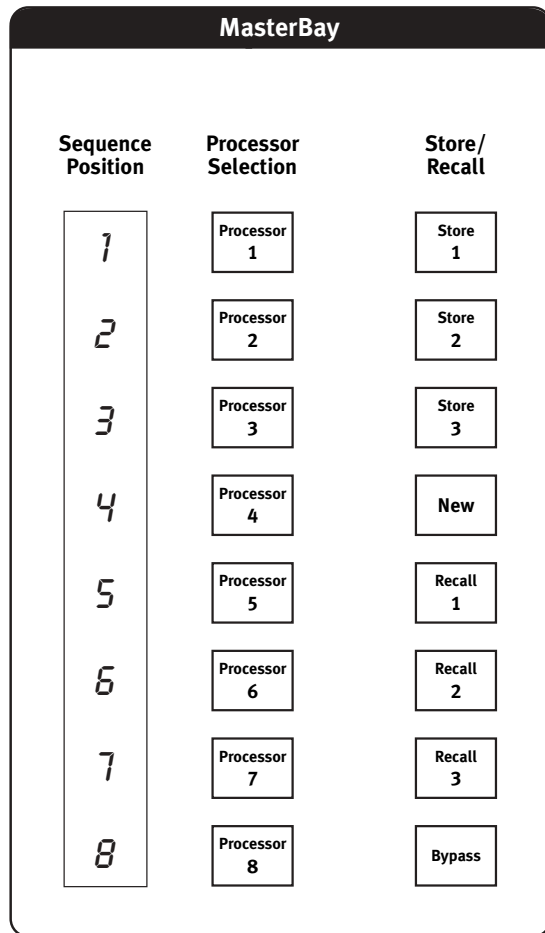 MasterBay
Sequence Position
Processor Selection
Store/ Recall
1
Processor 1
Store 1
2
Processor 2
Store 2
3
Processor 3
Store 3
4
Processor 4
New
5
Processor 5
Recall 1
6
Processor 6
Recall 2
7
Processor 7
Recall 3
8
Processor 8
Bypass